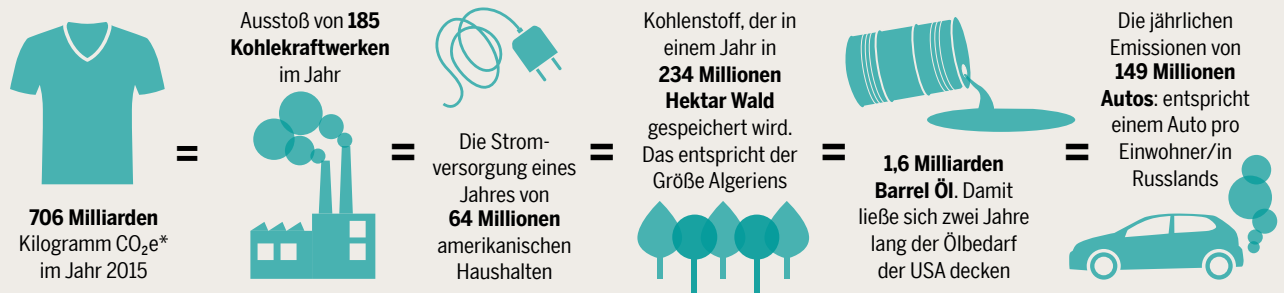 706 Milliarden
Kilogramm CO₂e*
im Jahr 2015
=
Ausstoß von 185
Kohlekraftwerken
im Jahr
=
Die Strom-
versorgung eines
Jahres von
64 Millionen
amerikanischen
Haushalten
=
Kohlenstoff, der in
einem Jahr in
234 Millionen
Hektar Wald
gespeichert wird.
Das entspricht der
Größe Algeriens
=
1,6 Milliarden
Barrel Öl. Damit
ließe sich zwei Jahre
lang der Ölbedarf
der USA decken
=
Die jährlichen
Emissionen von
149 Millionen
Autos: entspricht
einem Auto pro
Einwohner/in
Russlands